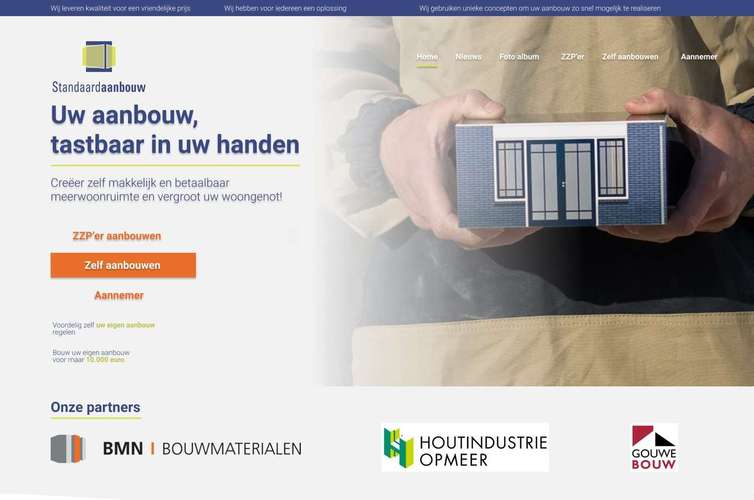 Wij leveren kwaliteit voor een vriendelijke prijs
Wij hebben voor iedereen een oplossing
Wij gebruiken unieke concepten om uw aanbouw zo snel mogelijk te realiseren
Home
Nieuws
Foto album
ZZP'er
Zelf aanbouwen
Aannemer
Standaardaanbouw
Uw aanbouw,
tastbaar in uw handen
Creëer zelf makkelijk en betaalbaar
meerwoonruimte en vergroot uw woongenot!
ZZP'er aanbouwen
Zelf aanbouwen
Aannemer
Voordelig zelf uw eigen aanbouw
regelen
Bouw uw eigen aanbouw
voor maar 10.000 euro
Onze partners
BMN | BOUWMATERIALEN
HOUTINDUSTRIE
OPMEER
GOUWE
BOUW